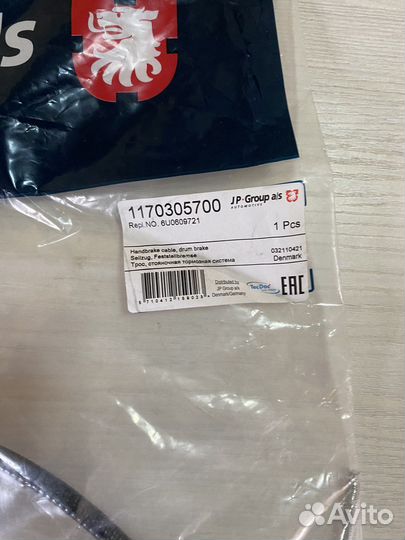 as
1170305700
JP·Group a/s
AUTOMOTIVE
Repl.NO. 6U0609721
1 Pcs
Handbrake cable, drum brake
Seilzug, Feststellbremse
Трос, стояночная тормозная система
032110421
Denmark
Distributed by
JP Group a/s
Denmark/Germany
TecDoc
EAC
Avito